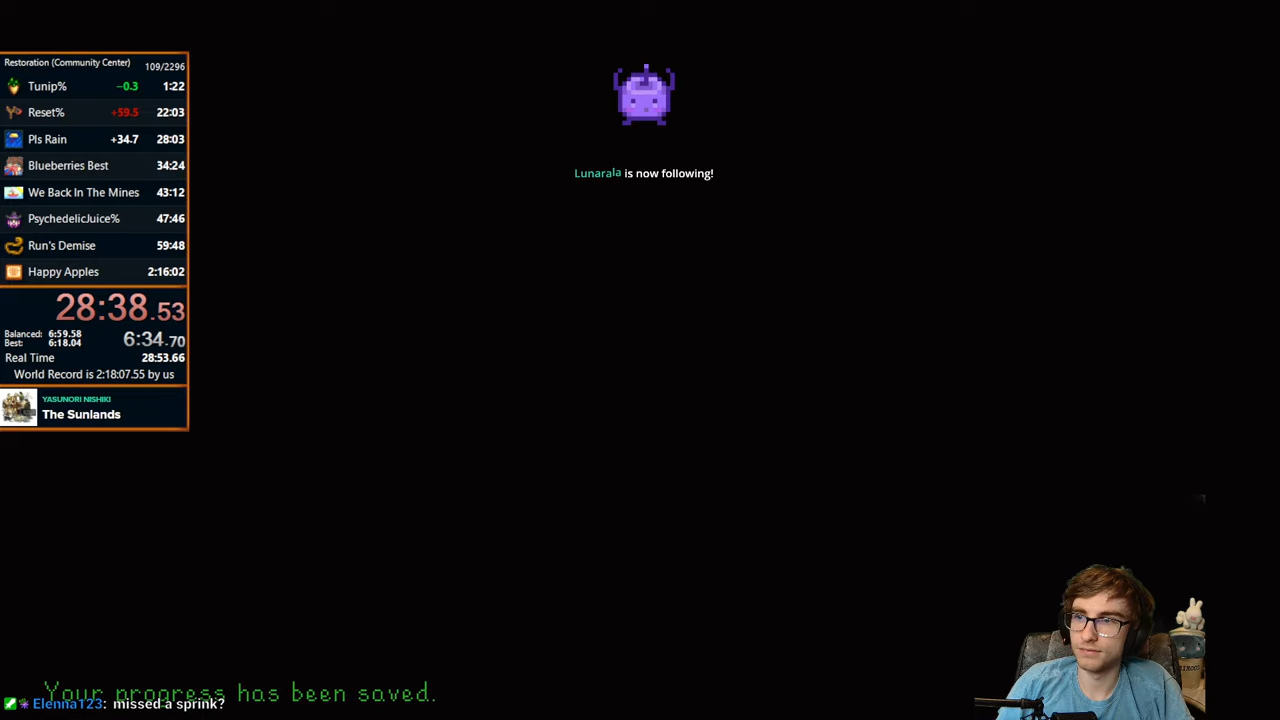 Restoration (Community Center) 109/2296
Tunip% −0.3 1:22
Reset% +59.5 22:03
Pls Rain +34.7 28:03
Blueberries Best 34:24
We Back In The Mines 43:12
PsychedelicJuice% 47:46
Run's Demise 59:48
Happy Apples 2:16:02
28:38.53
Balanced: 6:59.58
Best: 6:18.04
6:34.70
Real Time 28:53.66
World Record is 2:18:07.55 by us
YASUNORI NISHIKI
The Sunlands
Lunarala is now following!
Your progress has been saved.
Elenna123: missed a sprink?